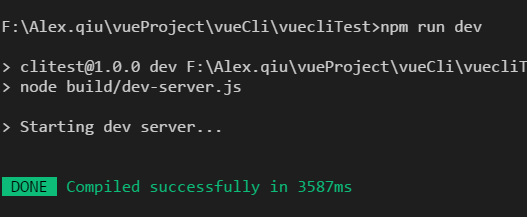 F:\Alex.qiu\vueProject\vueCli\vuecliTest>npm run dev
> clitest@1.0.0 dev F:\Alex.qiu\vueProject\vueCli\vuecliT
> node build/dev-server.js
> Starting dev server...
DONE Compiled successfully in 3587ms